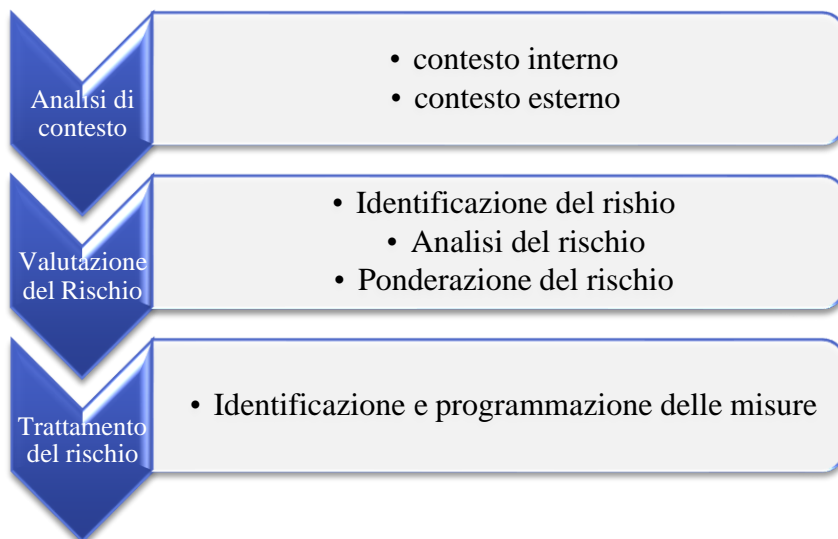 Analisi di
contesto
• contesto interno
• contesto esterno
Valutazione
del Rischio
• Identificazione del rishio
• Analisi del rischio
• Ponderazione del rischio
Trattamento
del rischio
• Identificazione e programmazione delle misure